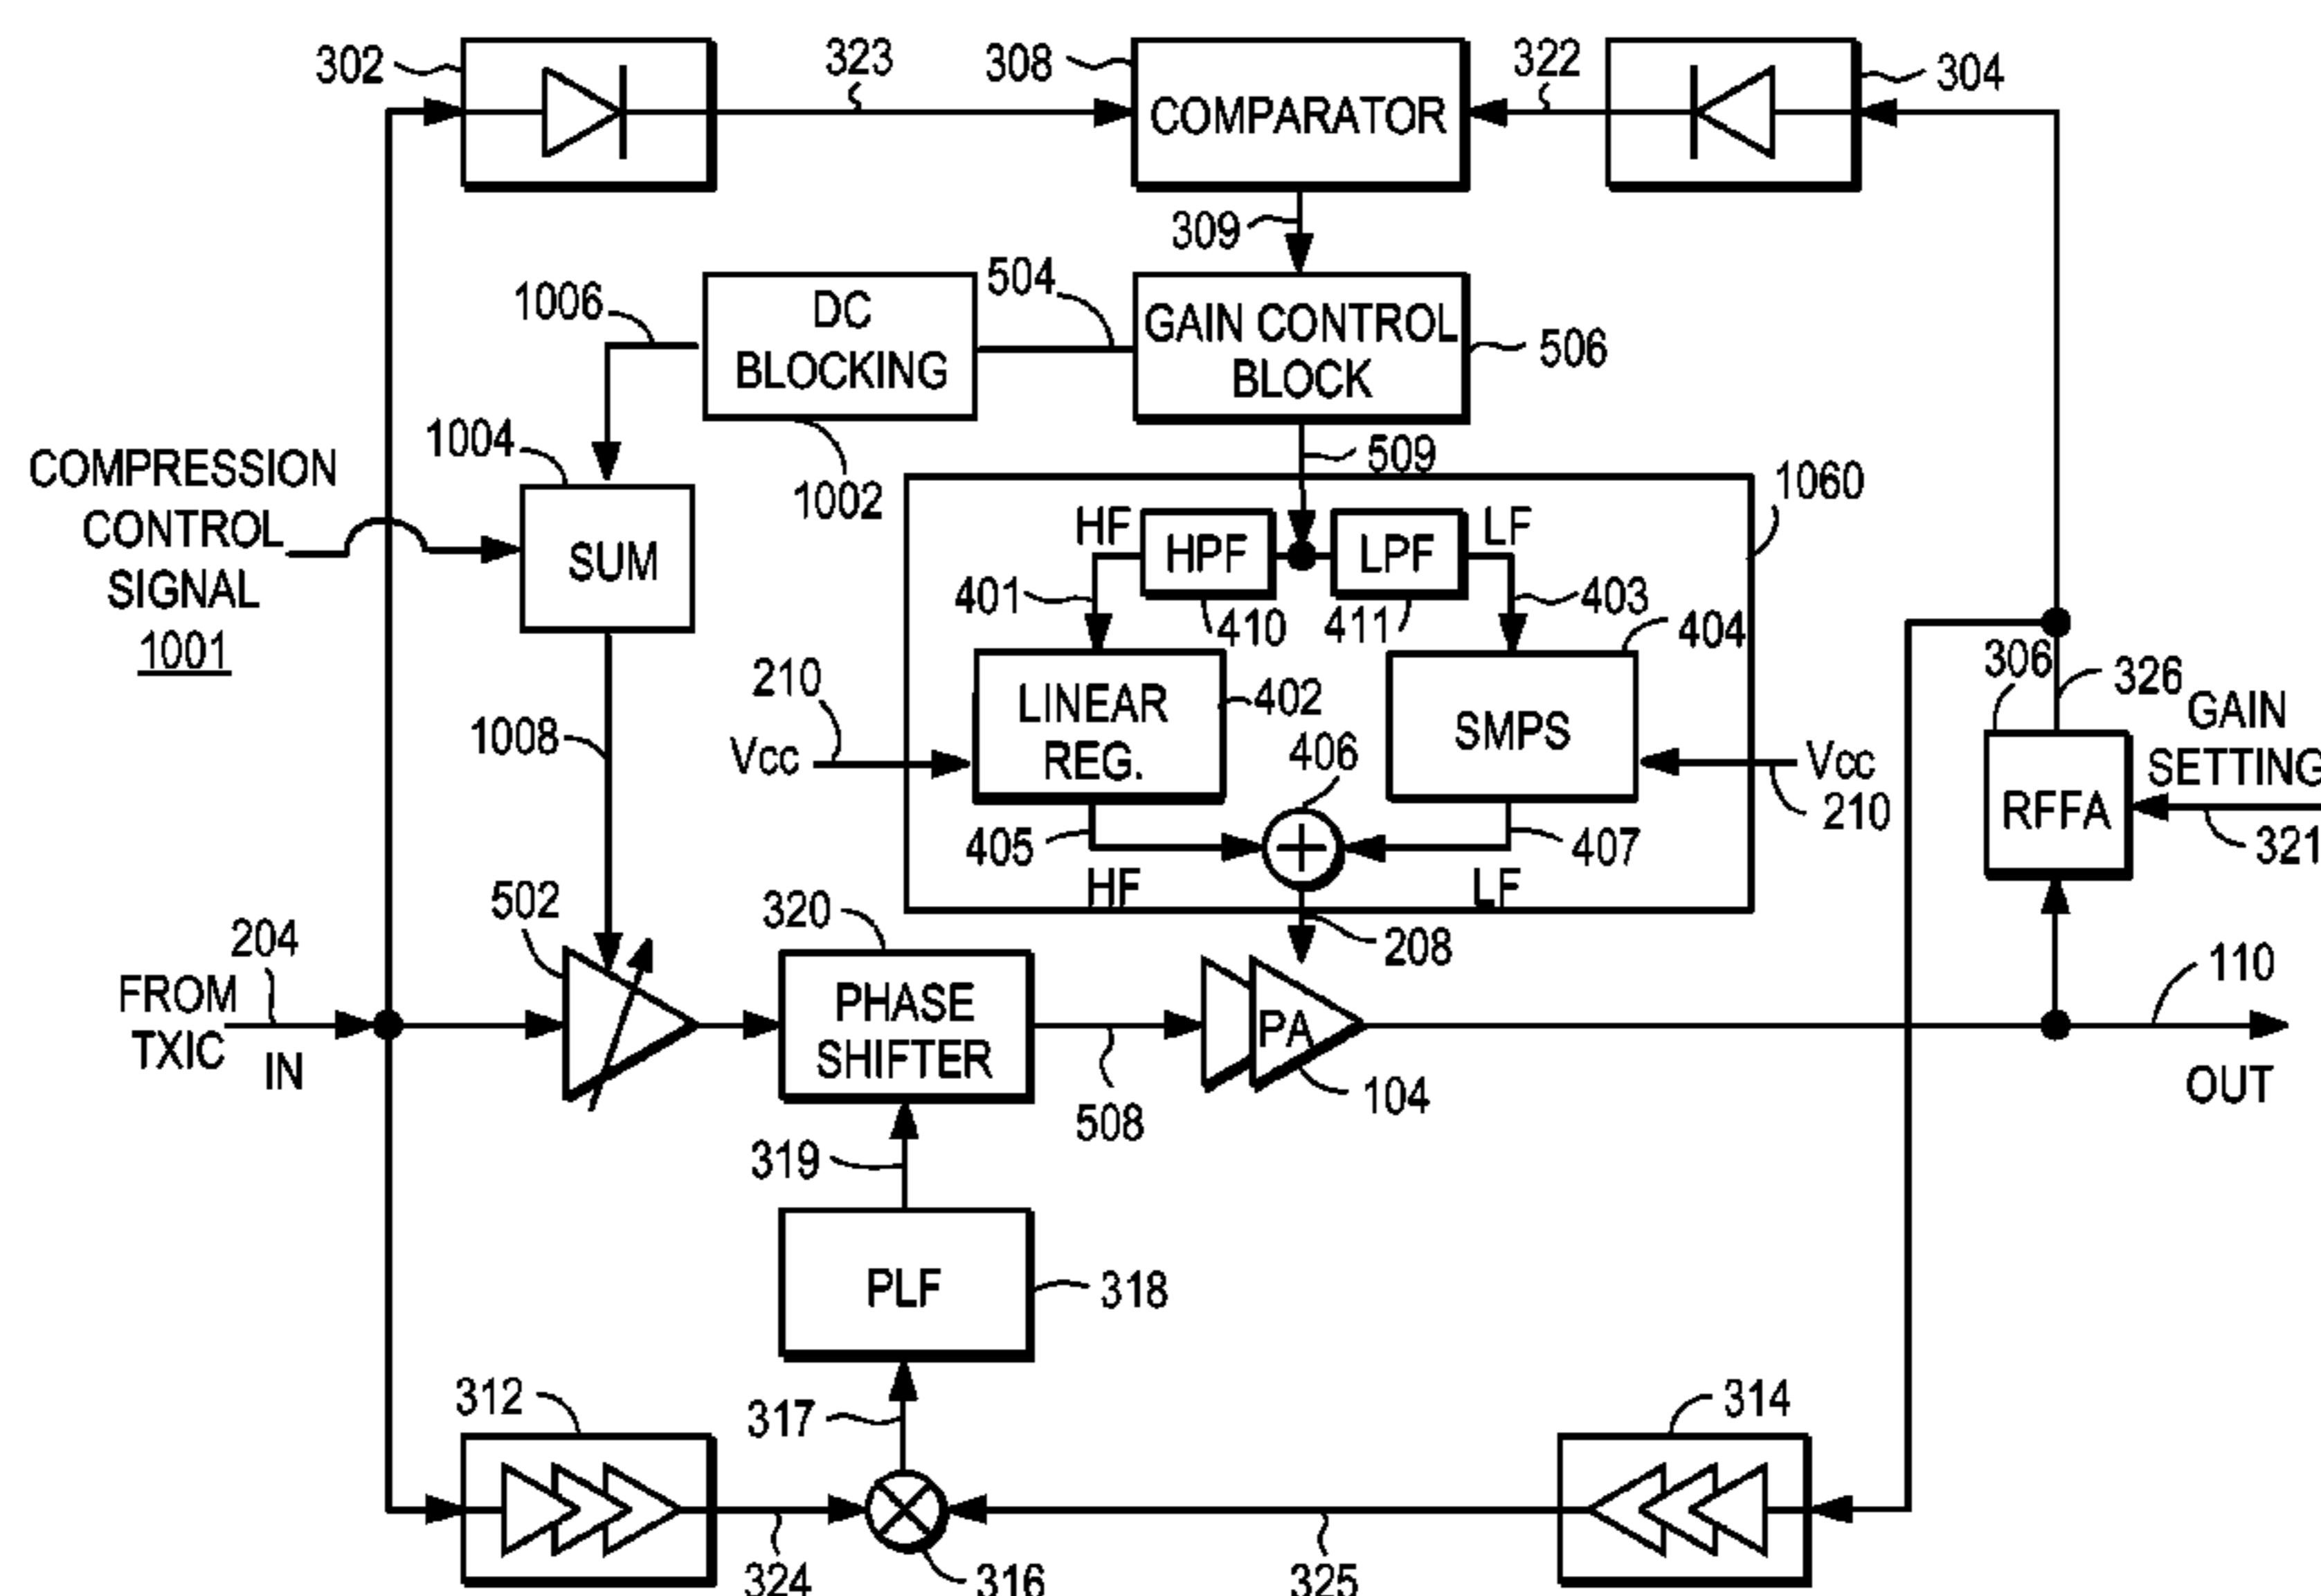 302
323
308
COMPARATOR
322
304
309
1006
DC
BLOCKING
504
GAIN CONTROL
BLOCK
506
1004
1002
509
1060
COMPRESSION
CONTROL
SIGNAL
1001
SUM
HF
HPF
LPF
LF
401
410
411
403
404
210
Vcc
LINEAR
REG.
402
SMPS
406
Vcc
210
306
326
GAIN
SETTING
RFFA
321
1008
405
HF
407
LF
502
320
208
204
FROM
TXIC
IN
PHASE
SHIFTER
508
PA
104
110
OUT
319
PLF
318
312
317
314
324
316
325